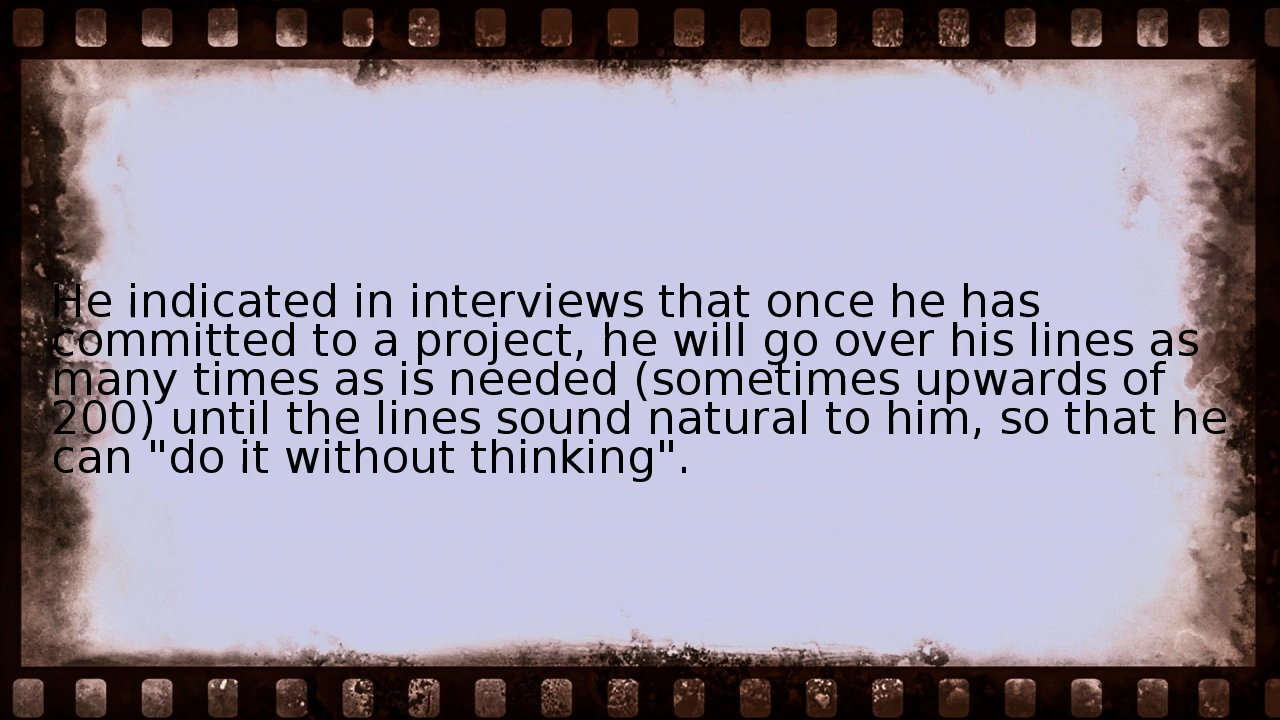 He indicated in interviews that once he has
committed to a project, he will go over his lines as
many times as is needed (sometimes upwards of
200) until the lines sound natural to him, so that he
can "do it without thinking".